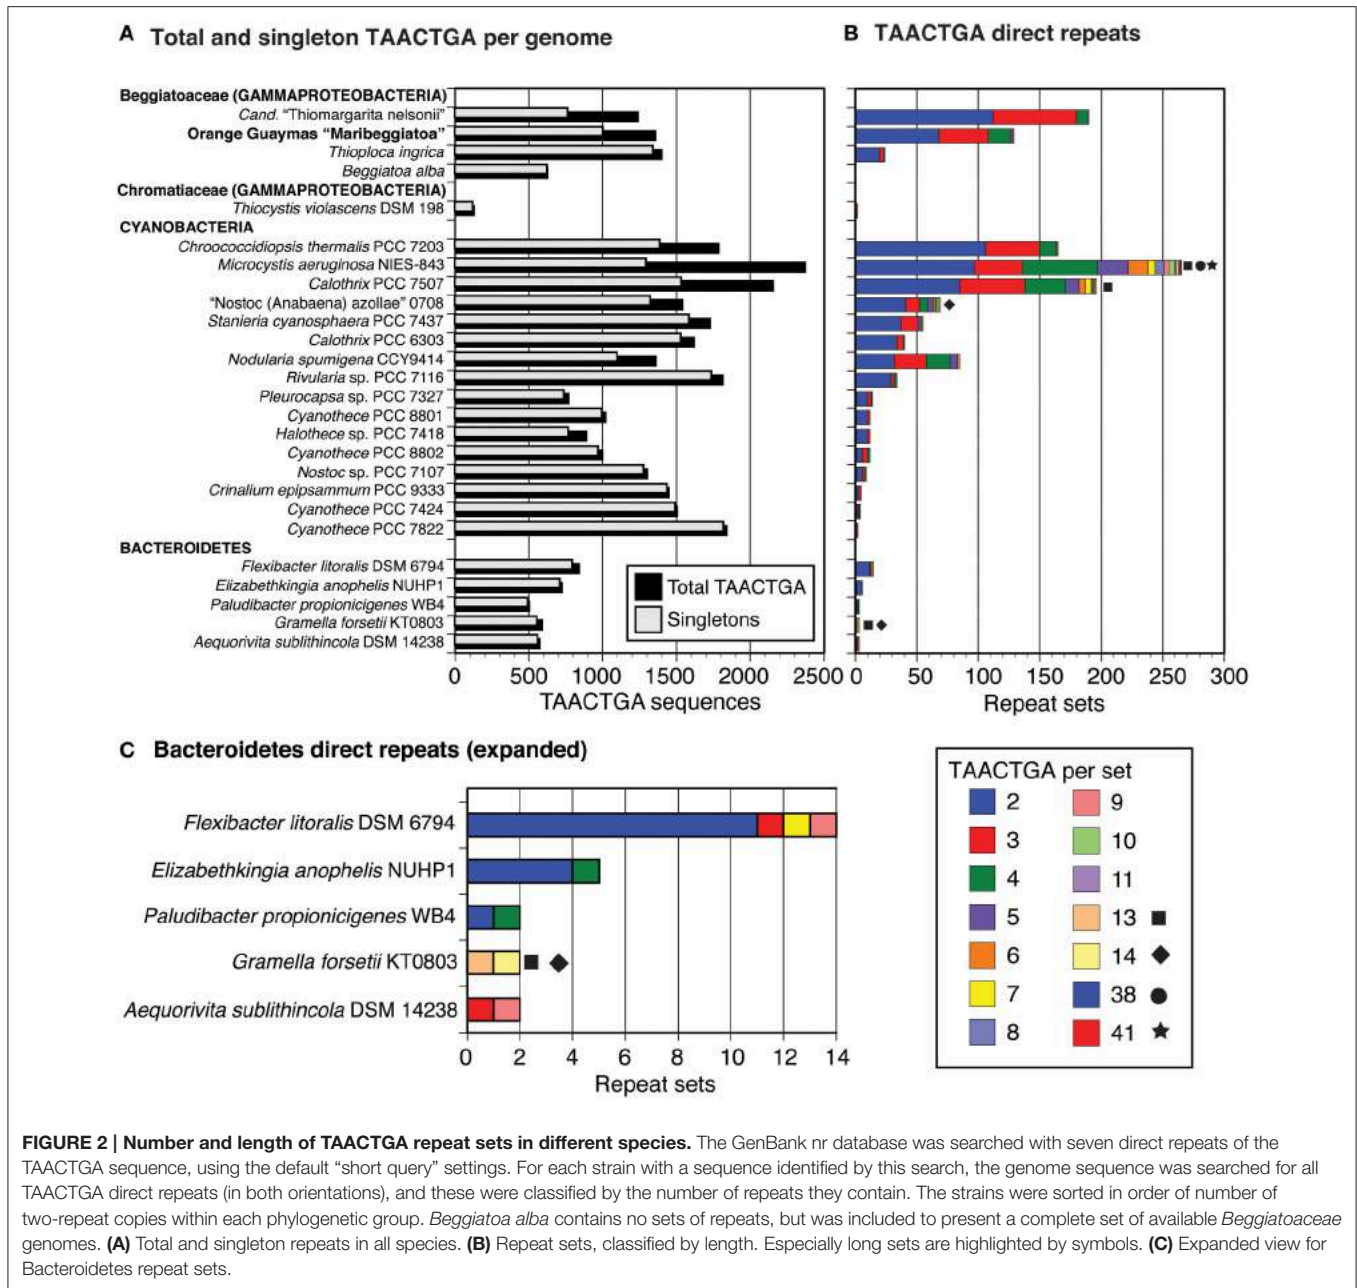 A Total and singleton TAACTGA per genome
B TAACTGA direct repeats
Beggiatoaceae (GAMMAPROTEOBACTERIA)
Cand. "Thiomargarita nelsonii"
Orange Guaymas "Maribeggiatoa"
Thioploca ingrica
Beggiatoa alba
Chromatiaceae (GAMMAPROTEOBACTERIA)
Thiocystis violascens DSM 198
CYANOBACTERIA
Chroococcidiopsis thermalis PCC 7203
Microcystis aeruginosa NIES-843
Calothrix PCC 7507
"Nostoc (Anabaena) azollae" 0708
Stanieria cyanosphaera PCC 7437
Calothrix PCC 6303
Nodularia spumigena CCY9414
Rivularia sp. PCC 7116
Pleurocapsa sp. PCC 7327
Cyanothece PCC 8801
Halothece sp. PCC 7418
Cyanothece PCC 8802
Nostoc sp. PCC 7107
Crinalium epipsammum PCC 9333
Cyanothece PCC 7424
Cyanothece PCC 7822
BACTEROIDETES
Flexibacter litoralis DSM 6794
Elizabethkingia anophelis NUHP1
Paludibacter propionicigenes WB4
Gramella forsetii KT0803
Aequorivita sublithincola DSM 14238
Total TAACTGA
Singletons
0 500 1000 1500 2000 2500
TAACTGA sequences
0 50 100 150 200 250 300
Repeat sets
C Bacteroidetes direct repeats (expanded)
Flexibacter litoralis DSM 6794
Elizabethkingia anophelis NUHP1
Paludibacter propionicigenes WB4
Gramella forsetii KT0803
Aequorivita sublithincola DSM 14238
0 2 4 6 8 10 12 14
Repeat sets
TAACTGA per set
2 9
3 10
4 11
5 13
6 14
7 38
8 41
FIGURE 2 | Number and length of TAACTGA repeat sets in different species. The GenBank nr database was searched with seven direct repeats of the
TAACTGA sequence, using the default "short query" settings. For each strain with a sequence identified by this search, the genome sequence was searched for all
TAACTGA direct repeats (in both orientations), and these were classified by the number of repeats they contain. The strains were sorted in order of number of
two-repeat copies within each phylogenetic group. Beggiatoa alba contains no sets of repeats, but was included to present a complete set of available Beggiatoaceae
genomes. (A) Total and singleton repeats in all species. (B) Repeat sets, classified by length. Especially long sets are highlighted by symbols. (C) Expanded view for
Bacteroidetes repeat sets.